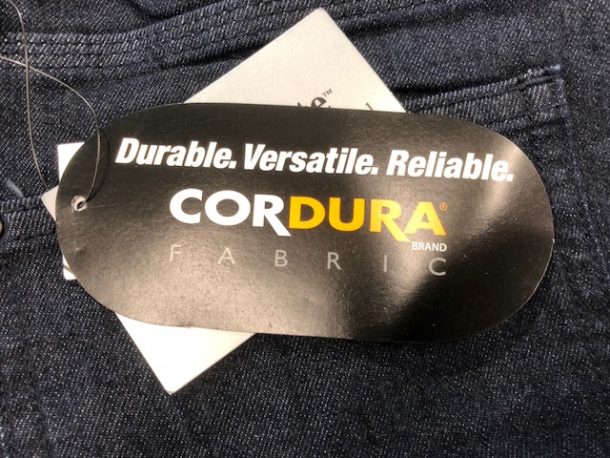 Durable. Versatile. Reliable.
CORDURA®
BRAND
FABRIC